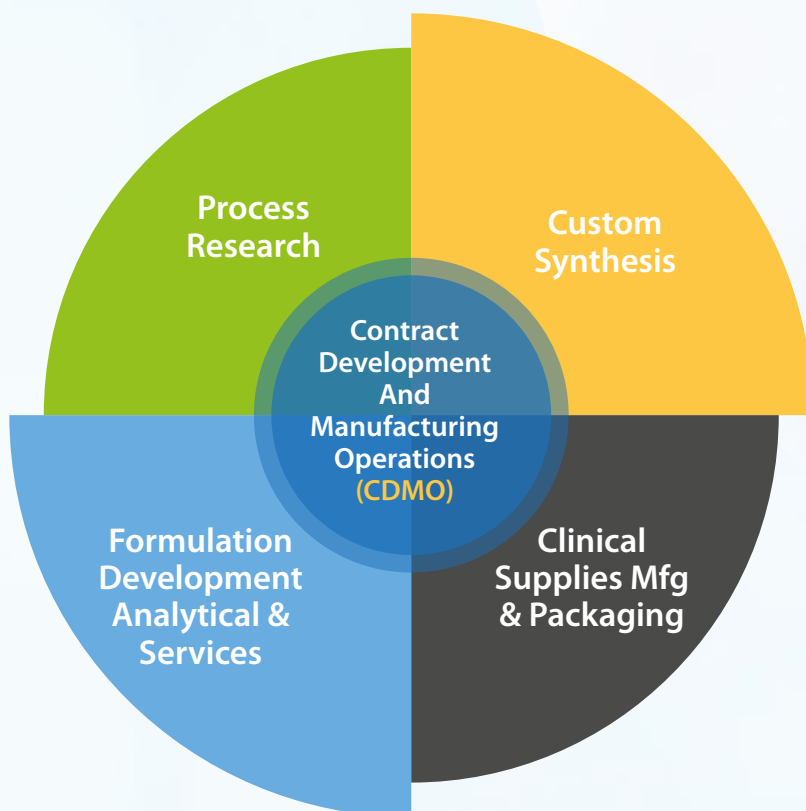 Process
Research
Custom
Synthesis
Contract
Development
And
Manufacturing
Operations
(CDMO)
Formulation
Development
Analytical &
Services
Clinical
Supplies Mfg
& Packaging